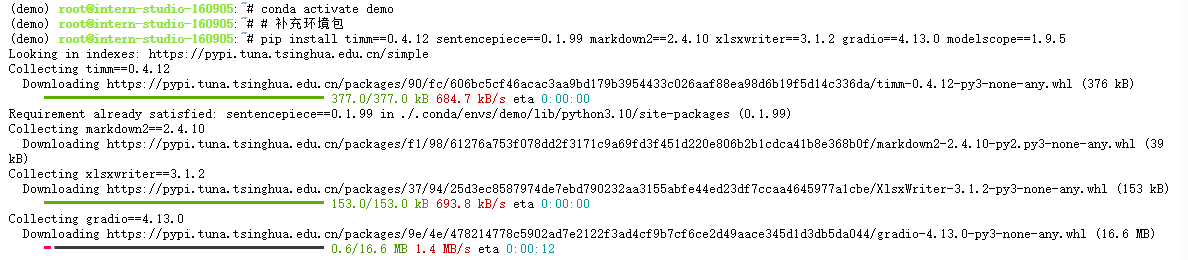 (demo) root@intern-studio-160905:~# conda activate demo
(demo) root@intern-studio-160905:~# # 补充环境包
(demo) root@intern-studio-160905:~# pip install timm==0.4.12 sentencepiece==0.1.99 markdown2==2.4.10 xlsxwriter==3.1.2 gradio==4.13.0 modelscope==1.9.5
Looking in indexes: https://pypi.tuna.tsinghua.edu.cn/simple
Collecting timm==0.4.12
Downloading https://pypi.tuna.tsinghua.edu.cn/packages/90/fc/606bc5cf46acac3aa9bd179b3954433c026aaf88ea98d6b19f5d14c336da/timm-0.4.12-py3-none-any.whl (376 kB)
377.0/377.0 kB 684.7 kB/s eta 0:00:00
Requirement already satisfied: sentencepiece==0.1.99 in ./.conda/envs/demo/lib/python3.10/site-packages (0.1.99)
Collecting markdown2==2.4.10
Downloading https://pypi.tuna.tsinghua.edu.cn/packages/f1/98/61276a753f078dd2f3171c9a69fd3f451d220e806b2b1cdca41b8e368b0f/markdown2-2.4.10-py2.py3-none-any.whl (39
kB)
Collecting xlsxwriter==3.1.2
Downloading https://pypi.tuna.tsinghua.edu.cn/packages/37/94/25d3ec8587974de7ebd790232aa3155abfe44ed23df7ccaa4645977a1cbe/XlsxWriter-3.1.2-py3-none-any.whl (153 kB)
153.0/153.0 kB 693.8 kB/s eta 0:00:00
Collecting gradio==4.13.0
Downloading https://pypi.tuna.tsinghua.edu.cn/packages/9e/4e/478214778c5902ad7e2122f3ad4cf9b7cf6ce2d49aace345d1d3db5da044/gradio-4.13.0-py3-none-any.whl (16.6 MB)
0.6/16.6 MB 1.4 MB/s eta 0:00:12